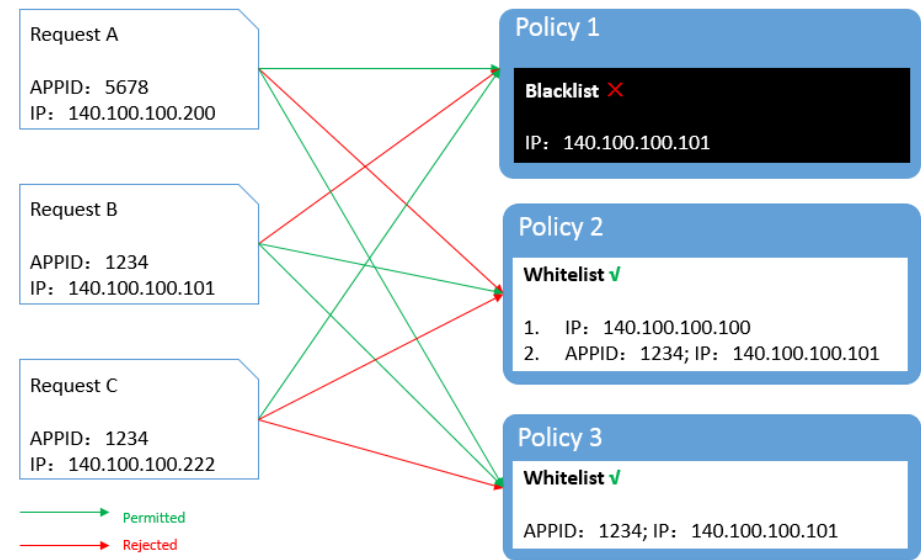 Request A
APPID：5678
IP：140.100.100.200
Request B
APPID：1234
IP：140.100.100.101
Request C
APPID：1234
IP：140.100.100.222
Permitted
Rejected
Policy 1
Blacklist ×
IP：140.100.100.101
Policy 2
Whitelist √
1. IP：140.100.100.100
2. APPID：1234; IP：140.100.100.101
Policy 3
Whitelist √
APPID：1234; IP：140.100.100.101